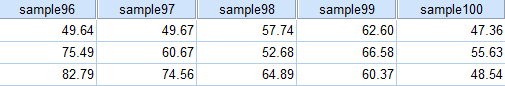 sample96 sample97 sample98 sample99 sample100
49.64 49.67 57.74 62.60 47.36
75.49 60.67 52.68 66.58 55.63
82.79 74.56 64.89 60.37 48.54